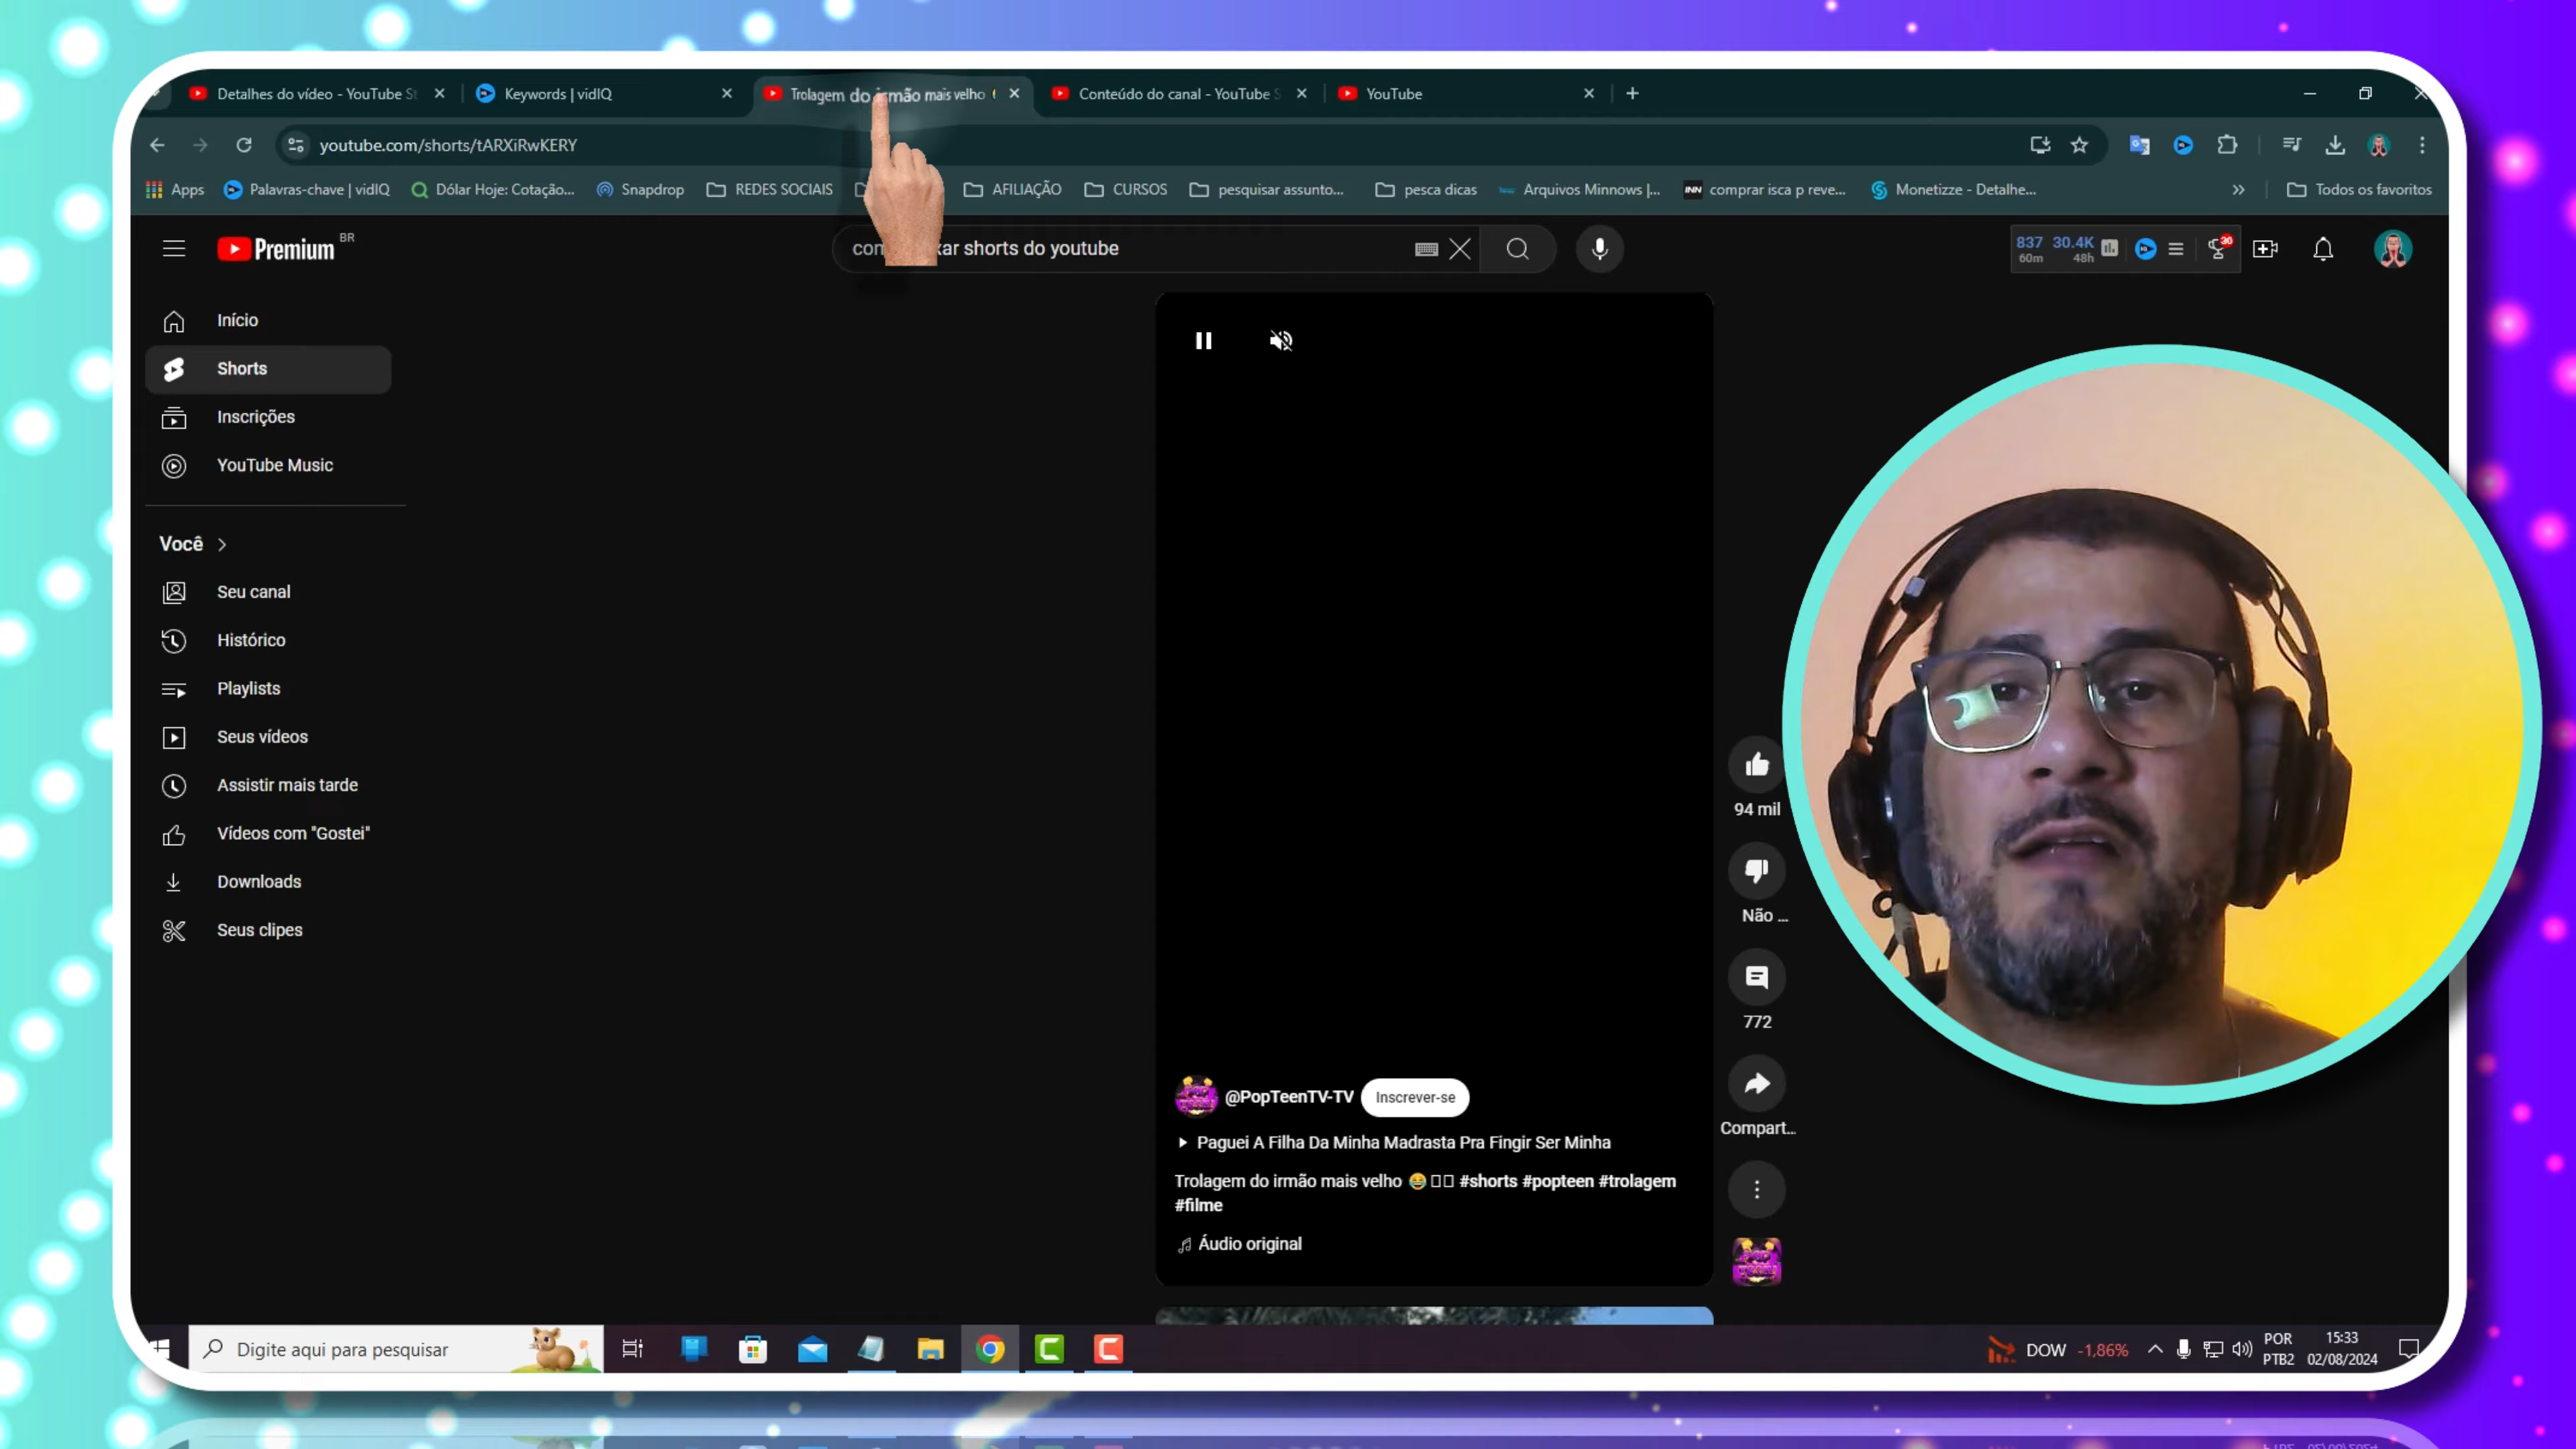 Detalhes do vídeo - YouTube St
Keywords | vidIQ
Trolagem do irmão mais velho
Conteúdo do canal - YouTube S
YouTube
youtube.com/shorts/tARXiRwKERY
Apps
Palavras-chave | vidIQ
Dólar Hoje: Cotação...
Snapdrop
REDES SOCIAIS
AFILIAÇÃO
CURSOS
pesquisar assunto...
pesca dicas
Arquivos Minnows |...
INN
comprar isca p reve...
Monetizze - Detalhe...
»
Todos os favoritos
Premium
BR
shorts do youtube
837
60m
30.4K
48h
30
Início
Shorts
Inscrições
YouTube Music
Você
Seu canal
Histórico
Playlists
Seus vídeos
Assistir mais tarde
Vídeos com "Gostei"
Downloads
Seus clipes
94 mil
Não ...
772
Compart...
@PopTeenTV-TV
Inscrever-se
Paguei A Filha Da Minha Madrasta Pra Fingir Ser Minha
Trolagem do irmão mais velho 😂 #shorts #popteen #trolagem
#filme
Áudio original
Digite aqui para pesquisar
DOW -1,86%
POR
PTB2
15:33
02/08/2024